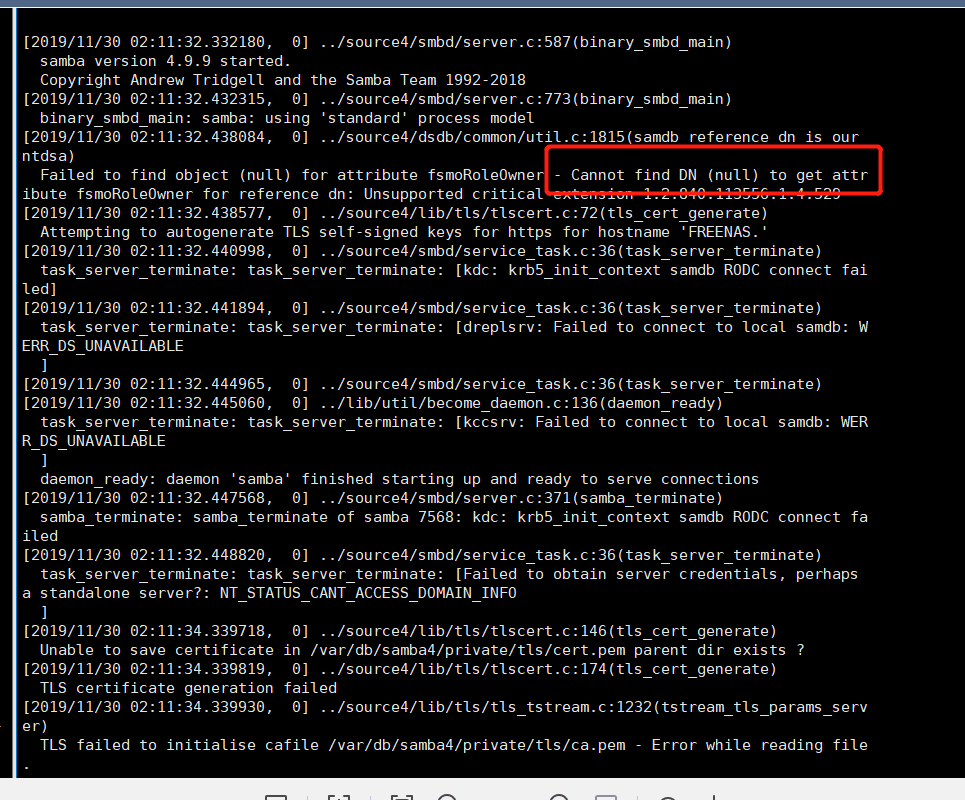 [2019/11/30 02:11:32.332180,  0] ../source4/smbd/server.c:587(binary_smbd_main)
  samba version 4.9.9 started.
  Copyright Andrew Tridgell and the Samba Team 1992-2018
[2019/11/30 02:11:32.432315,  0] ../source4/smbd/server.c:773(binary_smbd_main)
  binary_smbd_main: samba: using 'standard' process model
[2019/11/30 02:11:32.438084,  0] ../source4/dsdb/common/util.c:1815(samdb_reference_dn_is_our_
ntdsa)
  Failed to find object (null) for attribute fsmoRoleOwner - Cannot find DN (null) to get attr
ibute fsmoRoleOwner for reference dn: Unsupported critical extension 1.2.840.113556.1.4.529
[2019/11/30 02:11:32.438577,  0] ../source4/lib/tls/tlscert.c:72(tls_cert_generate)
  Attempting to autogenerate TLS self-signed keys for https for hostname 'FREENAS.'
[2019/11/30 02:11:32.440998,  0] ../source4/smbd/service_task.c:36(task_server_terminate)
  task_server_terminate: task_server_terminate: [kdc: krb5_init_context samdb RODC connect fai
led]
[2019/11/30 02:11:32.441894,  0] ../source4/smbd/service_task.c:36(task_server_terminate)
  task_server_terminate: task_server_terminate: [dreplsrv: Failed to connect to local samdb: W
ERR_DS_UNAVAILABLE
  ]
[2019/11/30 02:11:32.444965,  0] ../source4/smbd/service_task.c:36(task_server_terminate)
[2019/11/30 02:11:32.445060,  0] ../lib/util/become_daemon.c:136(daemon_ready)
  task_server_terminate: task_server_terminate: [kccsrv: Failed to connect to local samdb: WER
R_DS_UNAVAILABLE
  ]
  daemon_ready: daemon 'samba' finished starting up and ready to serve connections
[2019/11/30 02:11:32.447568,  0] ../source4/smbd/server.c:371(samba_terminate)
  samba_terminate: samba_terminate of samba 7568: kdc: krb5_init_context samdb RODC connect fa
iled
[2019/11/30 02:11:32.448820,  0] ../source4/smbd/service_task.c:36(task_server_terminate)
  task_server_terminate: task_server_terminate: [Failed to obtain server credentials, perhaps
a standalone server?: NT_STATUS_CANT_ACCESS_DOMAIN_INFO
  ]
[2019/11/30 02:11:34.339718,  0] ../source4/lib/tls/tlscert.c:146(tls_cert_generate)
  Unable to save certificate in /var/db/samba4/private/tls/cert.pem parent dir exists ?
[2019/11/30 02:11:34.339819,  0] ../source4/lib/tls/tlscert.c:174(tls_cert_generate)
  TLS certificate generation failed
[2019/11/30 02:11:34.339930,  0] ../source4/lib/tls/tls_tstream.c:1232(tstream_tls_params_serv
er)
  TLS failed to initialise cafile /var/db/samba4/private/tls/ca.pem - Error while reading file
.